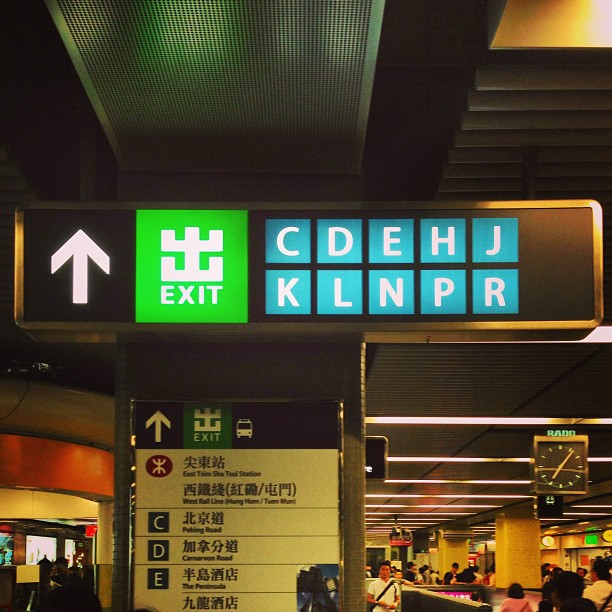 出
EXIT
C D E H J
K L N P R
出
EXIT
尖東站
East Tsim Sha Tsui Station
西鐵綫(紅磡/屯門)
West Rail Line (Hung Hom / Tuen Mun)
C 北京道
Peking Road
D 加拿分道
Carnarvon Road
E 半島酒店
The Peninsula
九龍酒店
RADO